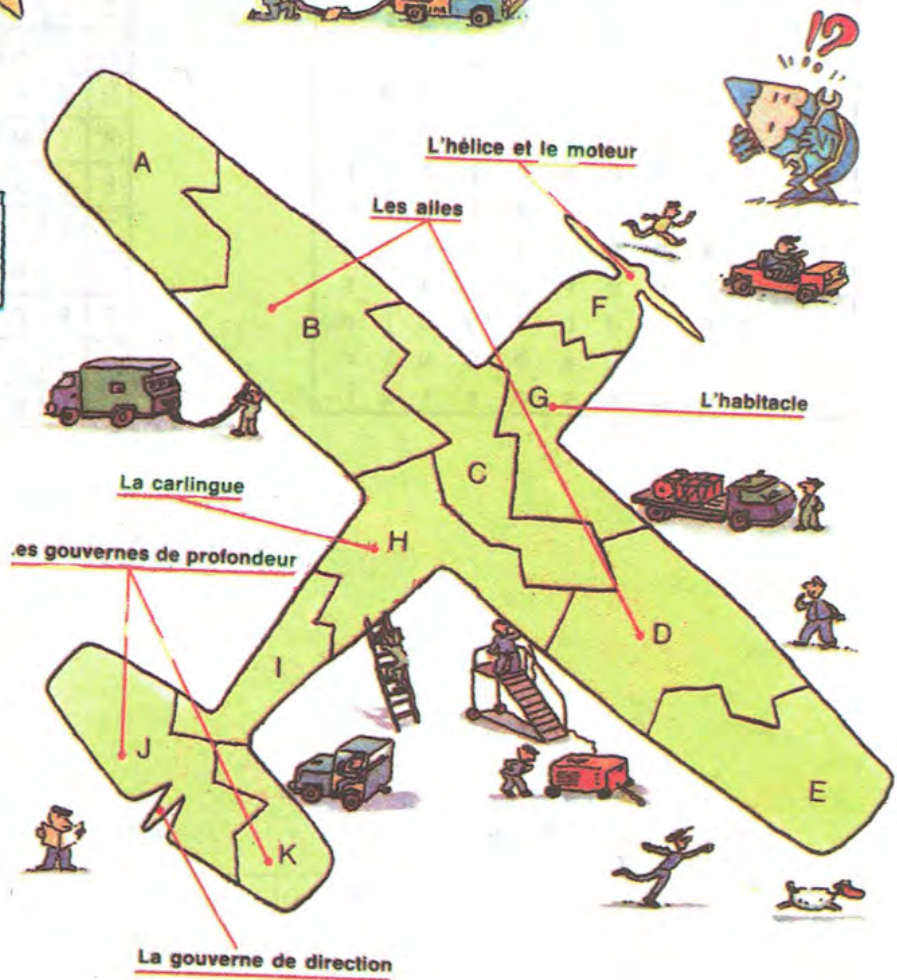 !?
A
L'hélice et le moteur
Les ailes
F
B
G
L'habitacle
C
La carlingue
H
.es gouvernes de profondeur
D
I
J
E
K
La gouverne de direction